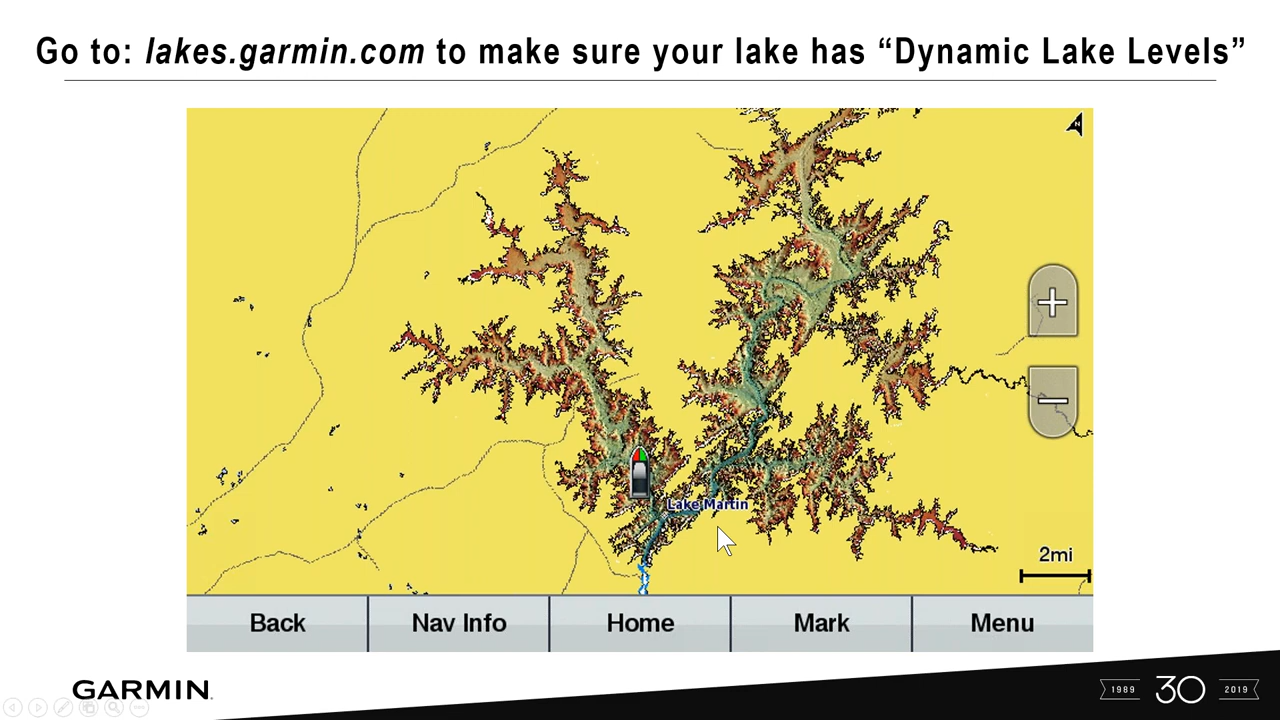 Go to: lakes.garmin.com to make sure your lake has “Dynamic Lake Levels”
N
+
Lake Martin
−
2mi
Back Nav Info Home Mark Menu
GARMIN.
1989 30 2019